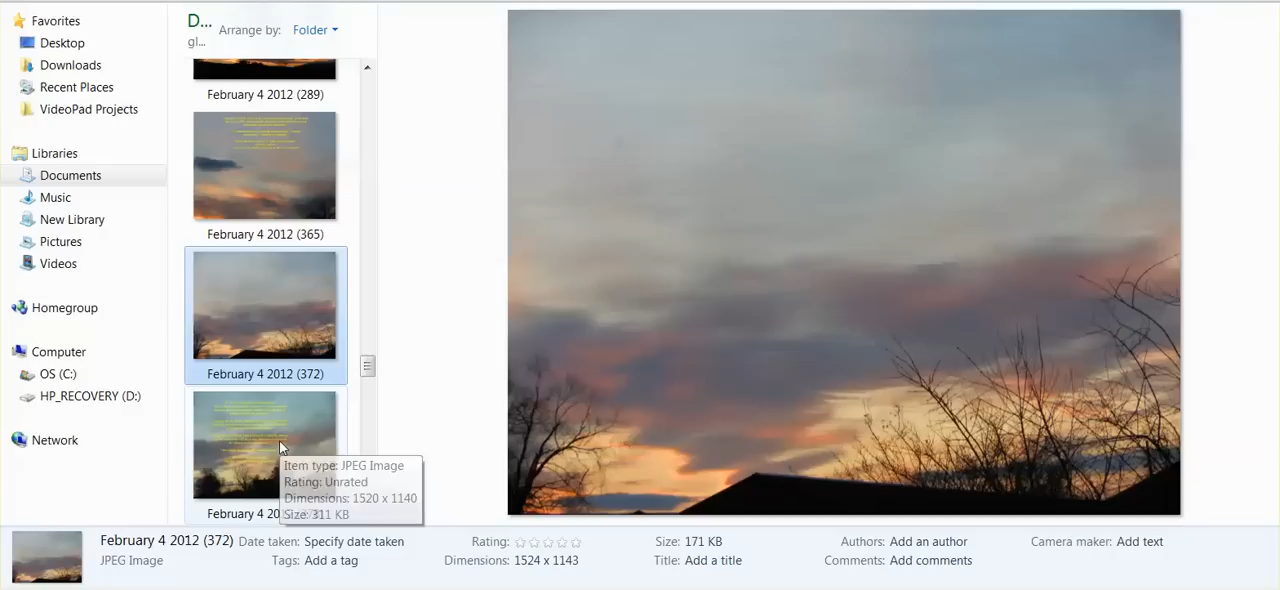 Favorites
Desktop
Downloads
Recent Places
VideoPad Projects
Libraries
Documents
Music
New Library
Pictures
Videos
Homegroup
Computer
OS (C:)
HP_RECOVERY (D:)
Network
D...
gl...
Arrange by: Folder
February 4 2012 (289)
February 4 2012 (365)
February 4 2012 (372)
February 4 20
Item type: JPEG Image
Rating: Unrated
Dimensions: 1520 x 1140
Size: 311 KB
February 4 2012 (372) Date taken: Specify date taken Rating: Size: 171 KB Authors: Add an author Camera maker: Add text
JPEG Image Tags: Add a tag Dimensions: 1524 x 1143 Title: Add a title Comments: Add comments